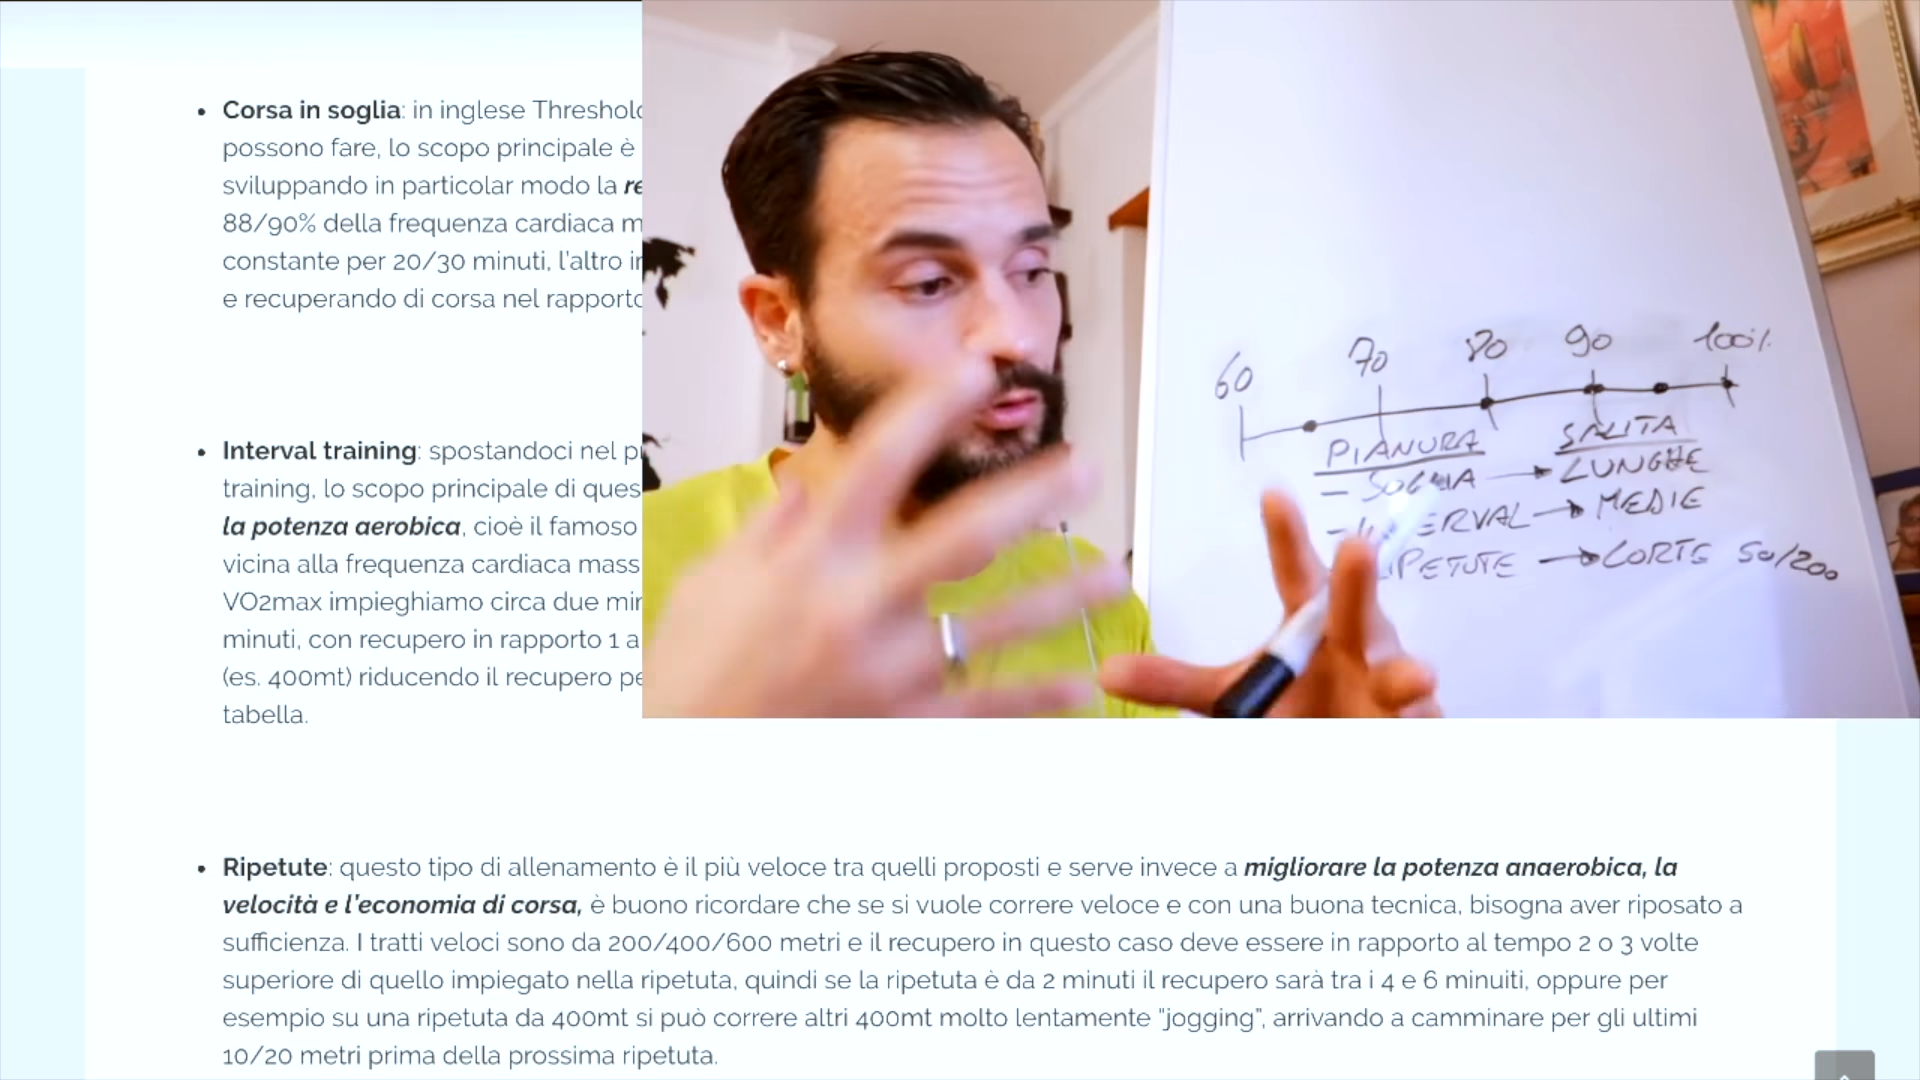 Corsa in soglia: in inglese Threshold
possono fare, lo scopo principale è
sviluppando in particolar modo la re
88/90% della frequenza cardiaca m
constante per 20/30 minuti, l'altro in
e recuperando di corsa nel rapporto
Interval training: spostandoci nel pr
training, lo scopo principale di ques
la potenza aerobica, cioè il famoso
vicina alla frequenza cardiaca mass
VO2max impieghiamo circa due min
minuti, con recupero in rapporto 1 a
(es. 400mt) riducendo il recupero pe
tabella.
60 70 80 90 100%
PIANURA SALITA
- SOGLIA → LUNGHE
ERVAL → MEDIE
IPETUTE → CORTE 50/200
Ripetute: questo tipo di allenamento è il più veloce tra quelli proposti e serve invece a migliorare la potenza anaerobica, la
velocità e l'economia di corsa, è buono ricordare che se si vuole correre veloce e con una buona tecnica, bisogna aver riposato a
sufficienza. I tratti veloci sono da 200/400/600 metri e il recupero in questo caso deve essere in rapporto al tempo 2 o 3 volte
superiore di quello impiegato nella ripetuta, quindi se la ripetuta è da 2 minuti il recupero sarà tra i 4 e 6 minuiti, oppure per
esempio su una ripetuta da 400mt si può correre altri 400mt molto lentamente "jogging", arrivando a camminare per gli ultimi
10/20 metri prima della prossima ripetuta.